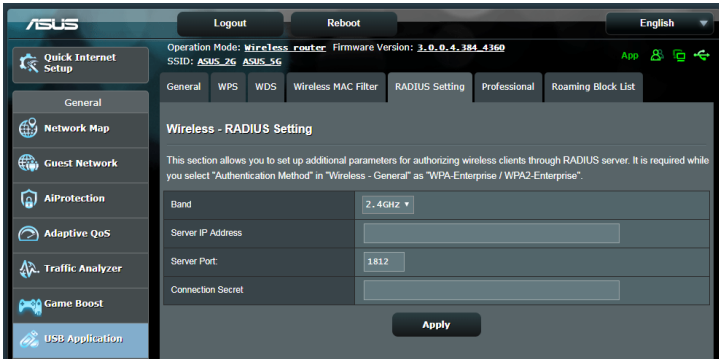 ASUS
Logout
Reboot
English
Quick Internet
Setup
Operation Mode: Wireless router Firmware Version: 3.0.0.4.384_4360
SSID: ASUS_2G ASUS_5G
App
General
WPS
WDS
Wireless MAC Filter
RADIUS Setting
Professional
Roaming Block List
General
Network Map
Guest Network
AiProtection
Adaptive QoS
Traffic Analyzer
Game Boost
USB Application
Wireless - RADIUS Setting
This section allows you to set up additional parameters for authorizing wireless clients through RADIUS server. It is required while
you select "Authentication Method" in "Wireless - General" as "WPA-Enterprise / WPA2-Enterprise".
Band
2.4GHz
Server IP Address
Server Port:
1812
Connection Secret
Apply